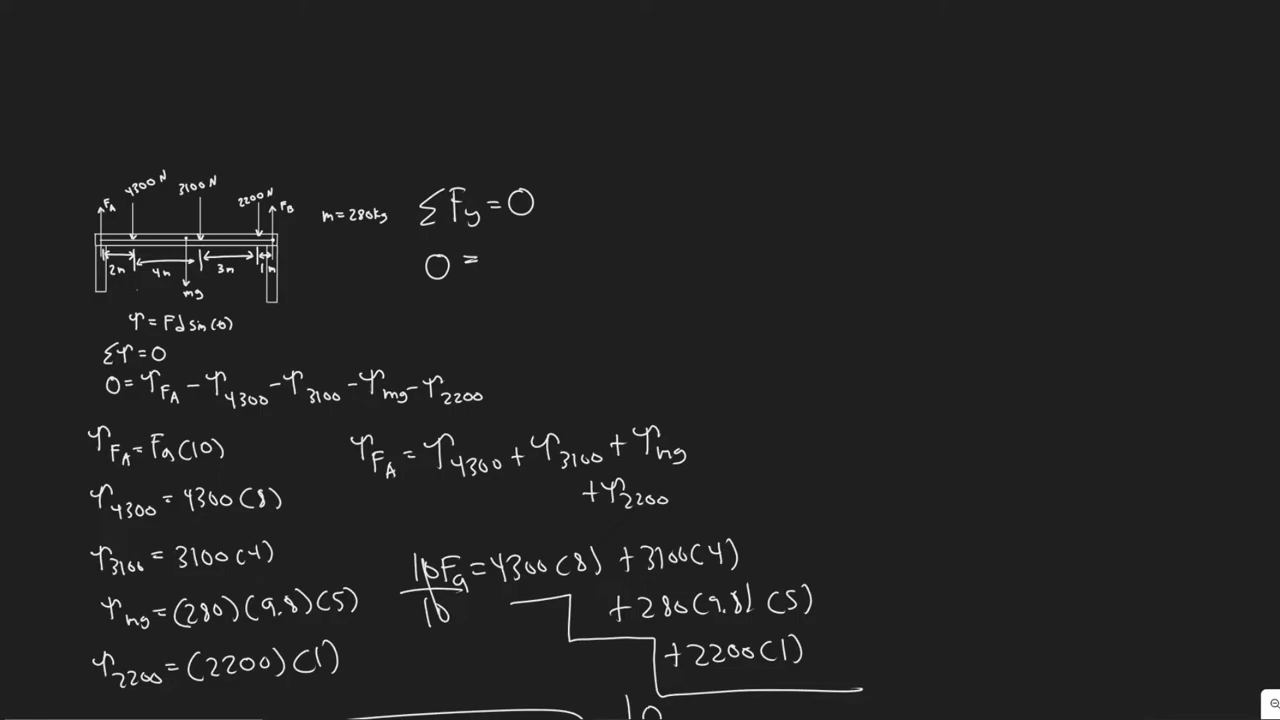 4300 N 3100 N 2200 N
F_A F_B
m = 280kg
2m 4m 3m 1m
mg
ΣF_y = 0
0 =
τ = Fd sin(θ)
Στ = 0
0 = τ_FA − τ_4300 − τ_3100 − τ_mg − τ_2200
τ_FA = F_a(10)
τ_4300 = 4300(8)
τ_3100 = 3100(4)
τ_mg = (280)(9.8)(5)
τ_2200 = (2200)(1)
τ_FA = τ_4300 + τ_3100 + τ_mg
+ τ_2200
10F_a = 4300(8) + 3100(4)
10
+ 280(9.8)(5)
+ 2200(1)
10